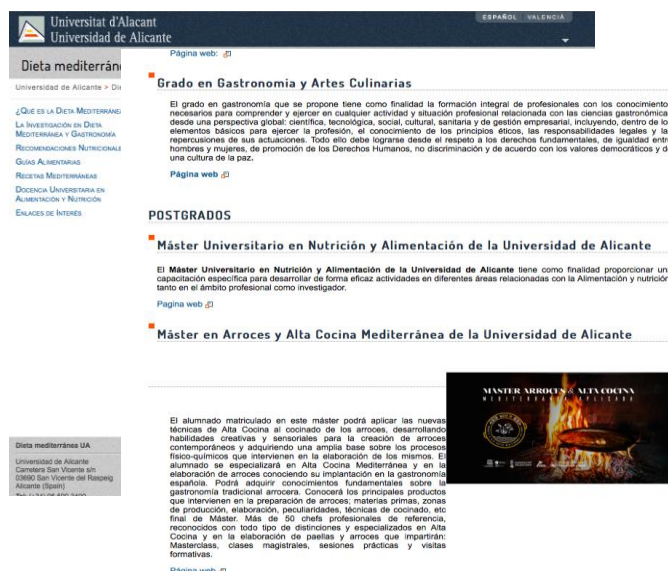 Universitat d'Alacant
Universidad de Alicante
ESPAÑOL VALENCIÀ
Dieta mediterrán
Universidad de Alicante > Di
¿Qué es la Dieta Mediterráne
La Investigación en Dieta
Mediterránea y Gastronomía
Recomendaciones Nutricionale
Guías Alimentarias
Recetas Mediterráneas
Docencia Universitaria en
Alimentación y Nutrición
Enlaces de Interés
Página web:
Grado en Gastronomia y Artes Culinarias
El grado en gastronomía que se propone tiene como finalidad la formación integral de profesionales con los conocimiento
necesarios para comprender y ejercer en cualquier actividad y situación profesional relacionada con las ciencias gastronómica
desde una perspectiva global: científica, tecnológica, social, cultural, sanitaria y de gestión empresarial, incluyendo, dentro de lo
elementos básicos para ejercer la profesión, el conocimiento de los principios éticos, las responsabilidades legales y la
repercusiones de sus actuaciones. Todo ello debe lograrse desde el respeto a los derechos fundamentales, de igualdad entr
hombres y mujeres, de promoción de los Derechos Humanos, no discriminación y de acuerdo con los valores democráticos y d
una cultura de la paz.
Página web
POSTGRADOS
Máster Universitario en Nutrición y Alimentación de la Universidad de Alicante
El Máster Universitario en Nutrición y Alimentación de la Universidad de Alicante tiene como finalidad proporcionar un
capacitación específica para desarrollar de forma eficaz actividades en diferentes áreas relacionadas con la Alimentación y nutrición
tanto en el ámbito profesional como investigador.
Pagina web
Máster en Arroces y Alta Cocina Mediterránea de la Universidad de Alicante
MASTER ARROCES & ALTA COCINA
MEDITERRANEA APLICADA
El alumnado matriculado en este máster podrá aplicar las nuevas
técnicas de Alta Cocina al cocinado de los arroces, desarrollando
habilidades creativas y sensoriales para la creación de arroces
contemporáneos y adquiriendo una amplia base sobre los procesos
físico-químicos que intervienen en la elaboración de los mismos. El
alumnado se especializará en Alta Cocina Mediterránea y en la
elaboración de arroces conociendo su implantación en la gastronomía
española. Podrá adquirir conocimientos fundamentales sobre la
gastronomía tradicional arrocera. Conocerá los principales productos
que intervienen en la preparación de arroces; materias primas, zonas
de producción, elaboración, peculiaridades, técnicas de cocinado, etc
final de Máster. Más de 50 chefs profesionales de referencia,
reconocidos con todo tipo de distinciones y especializados en Alta
Cocina y en la elaboración de paellas y arroces que impartirán:
Masterclass, clases magistrales, sesiones prácticas y visitas
formativas.
Página web
Dieta mediterránea UA
Universidad de Alicante
Carretera San Vicente s/n
03690 San Vicente del Raspeig
Alicante (Spain)